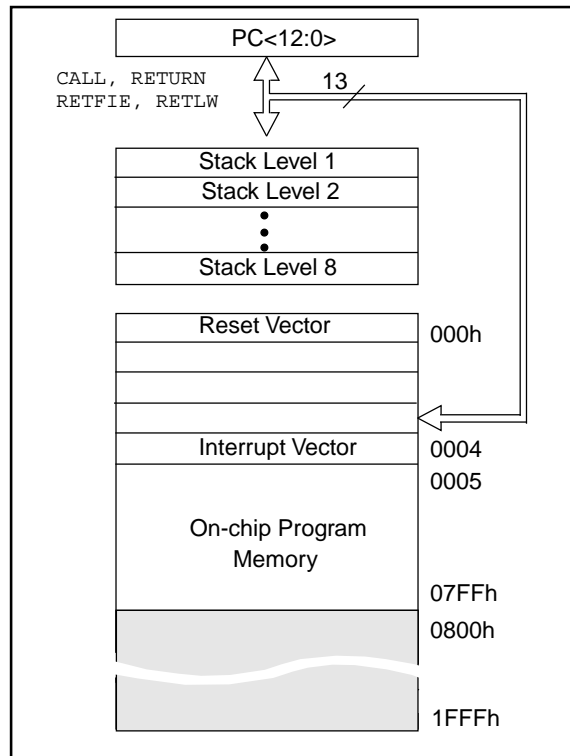 PC<12:0>
CALL, RETURN
RETFIE, RETLW
13
Stack Level 1
Stack Level 2
Stack Level 8
Reset Vector
000h
Interrupt Vector
0004
0005
On-chip Program
Memory
07FFh
0800h
1FFFh